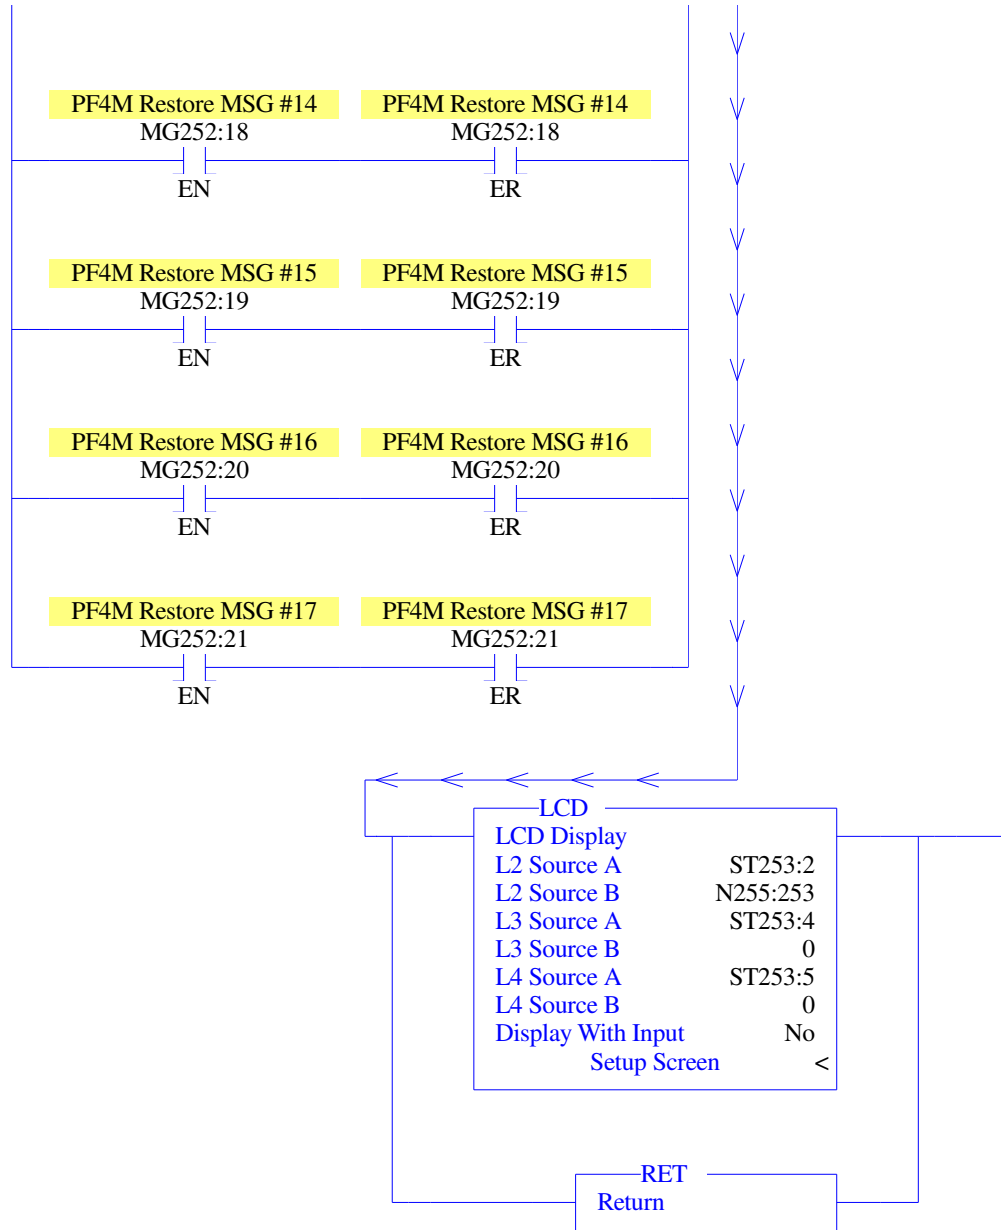 PF4M Restore MSG #14 PF4M Restore MSG #14
MG252:18 MG252:18
EN ER
PF4M Restore MSG #15 PF4M Restore MSG #15
MG252:19 MG252:19
EN ER
PF4M Restore MSG #16 PF4M Restore MSG #16
MG252:20 MG252:20
EN ER
PF4M Restore MSG #17 PF4M Restore MSG #17
MG252:21 MG252:21
EN ER
LCD
LCD Display
L2 Source A ST253:2
L2 Source B N255:253
L3 Source A ST253:4
L3 Source B 0
L4 Source A ST253:5
L4 Source B 0
Display With Input No
Setup Screen <
RET
Return